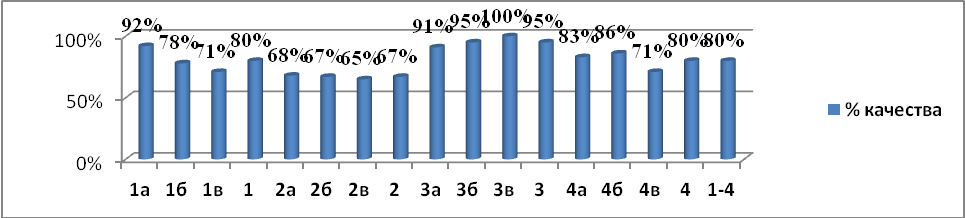 92% 78% 71% 80% 68% 67% 65% 67% 91% 95% 100% 95% 83% 86% 71% 80% 80%
100%
50%
0%
1а 1б 1в 1 2а 2б 2в 2 3а 3б 3в 3 4а 4б 4в 4 1-4
% качества